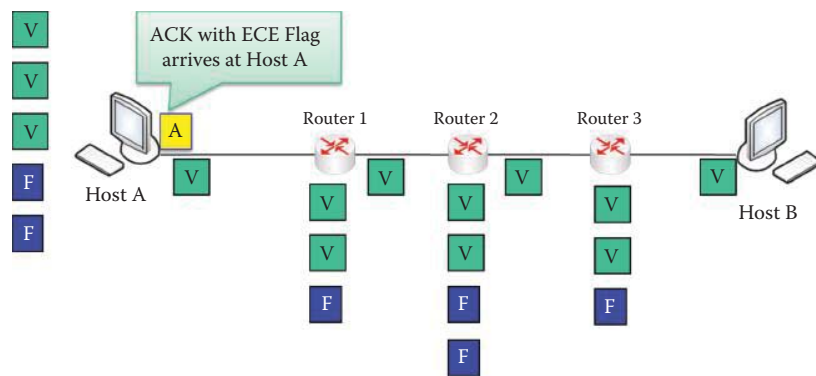 V
V
V
F
F
ACK with ECE Flag
arrives at Host A
A
V
Host A
Router 1
V
V
V
F
Router 2
V
V
V
F
F
Router 3
V
V
F
V
Host B